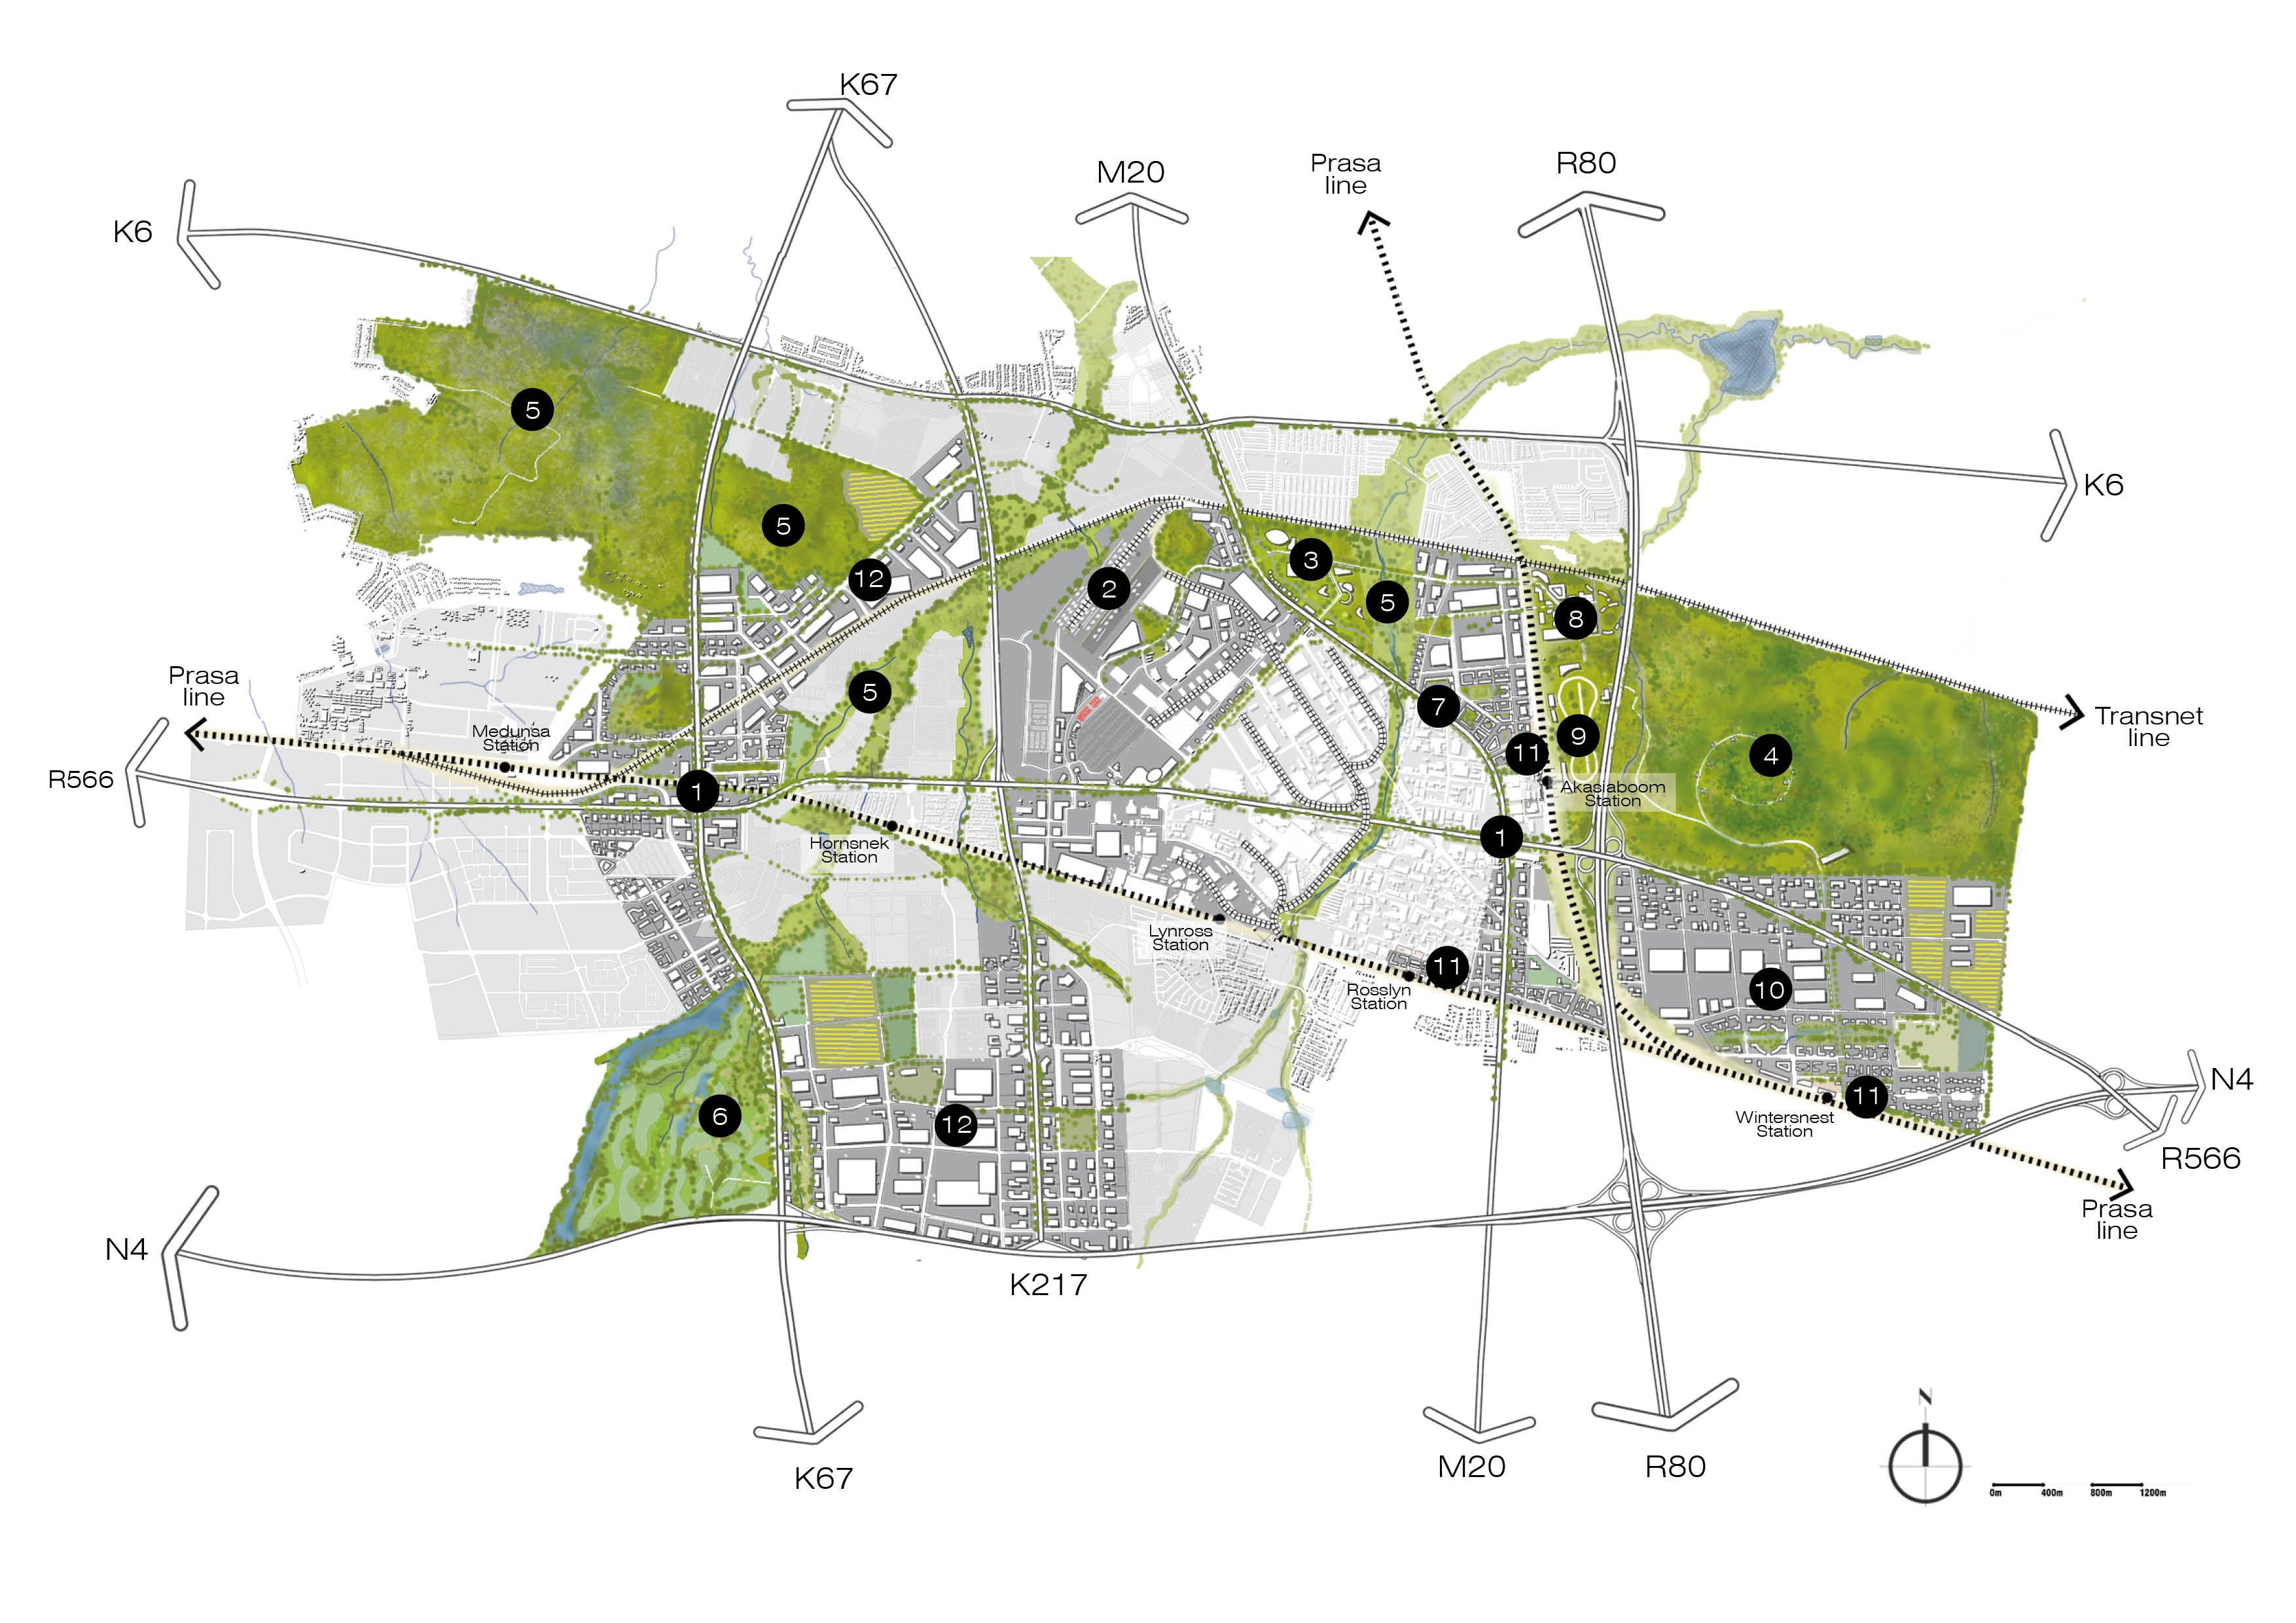 K67
Prasa
line
R80
M20
K6
5
K6
5
3
12
2
5
8
Prasa
line
5
7
Transnet
line
Medunsa
Station
9
11
4
R566
1
Akasiaboom
Station
1
Hornsnek
Station
Lynross
Station
11
Rosslyn
Station
10
N4
11
6
12
Wintersnest
Station
R566
Prasa
line
N4
K217
N
M20
R80
K67
0m 400m 800m 1200m